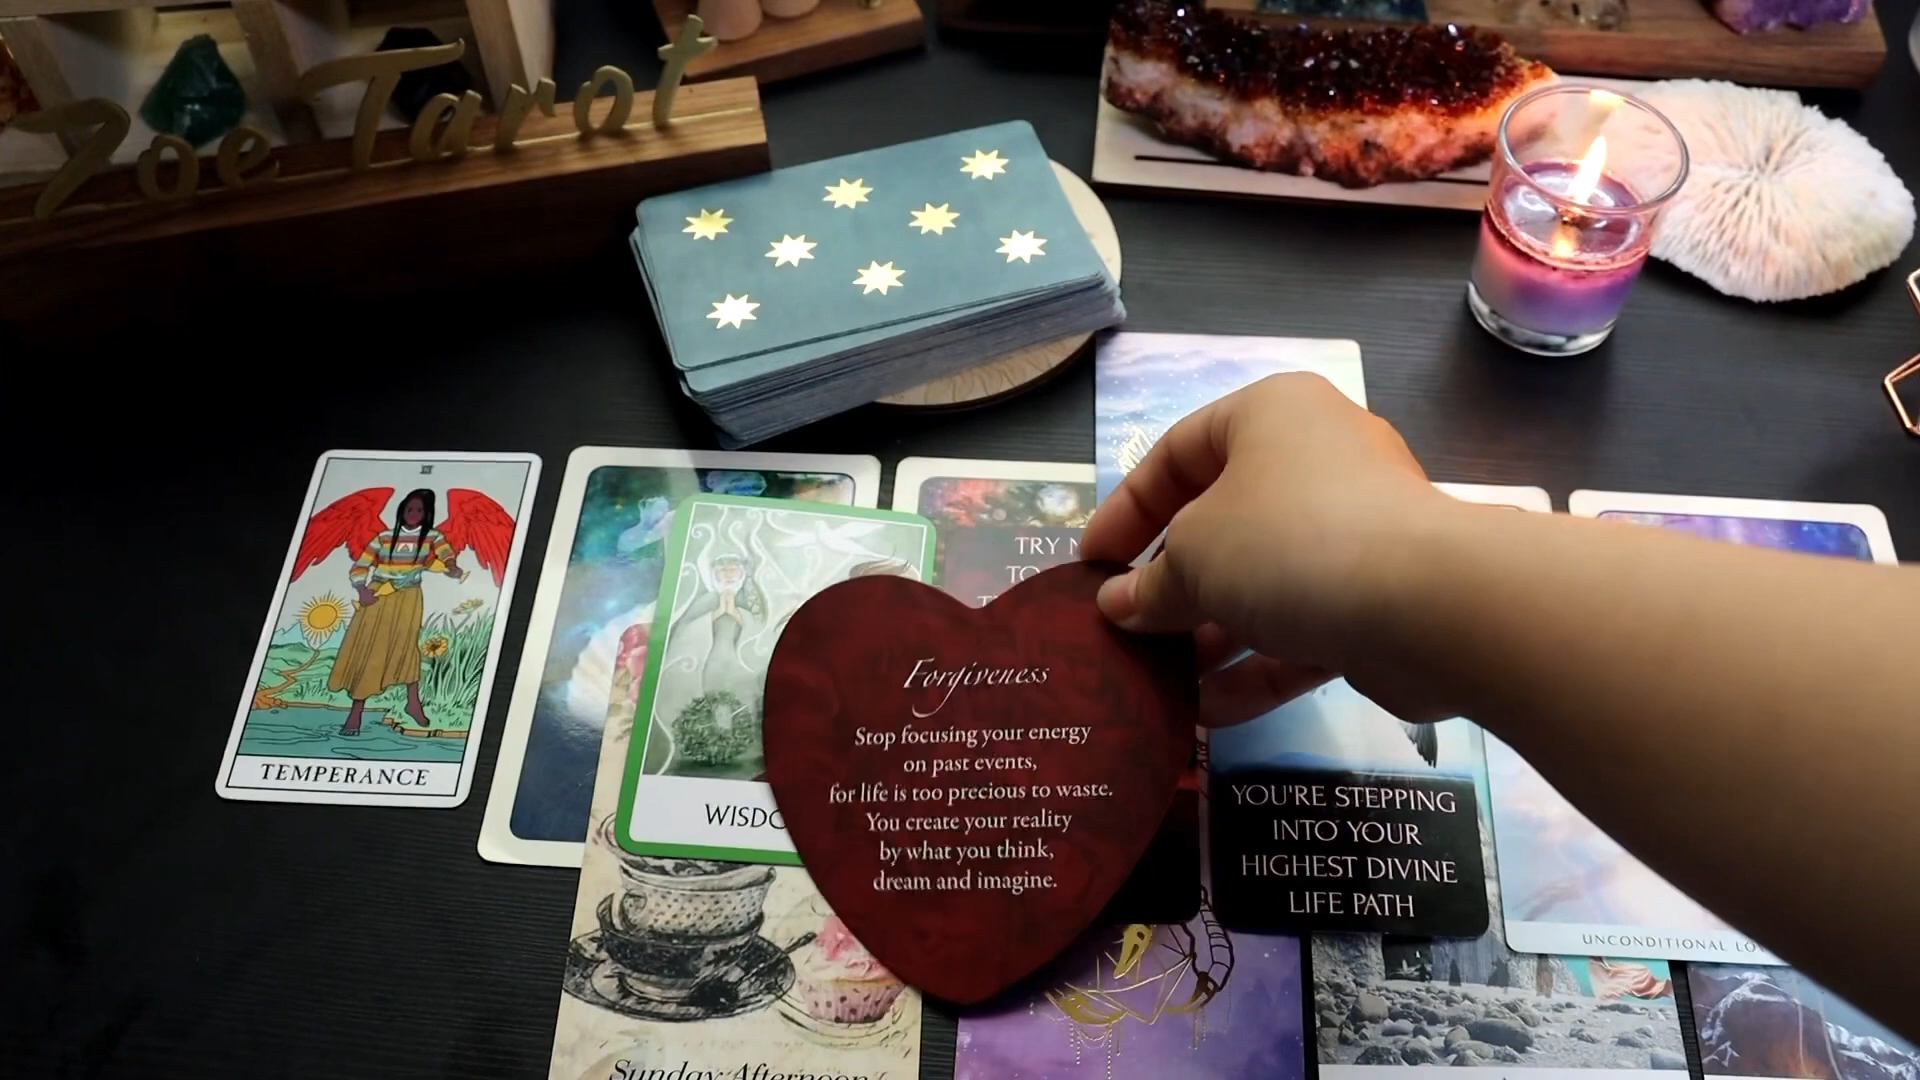 Zoe Tarot
TRY
TO
TEMPERANCE
WISDO
Forgiveness
Stop focusing your energy
on past events,
for life is too precious to waste.
You create your reality
by what you think,
dream and imagine.
YOU'RE STEPPING
INTO YOUR
HIGHEST DIVINE
LIFE PATH
UNCONDITIONAL LO
Sunday Afternoon